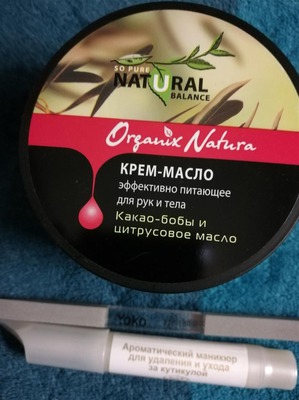 SO PURE
NATURAL
BALANCE
Organix Natura
КРЕМ-МАСЛО
эффективно питающее
для рук и тела
Какао-бобы и
цитрусовое масло
YOKO
Ароматический маникюр
для удаления и ухода
за кутикулой